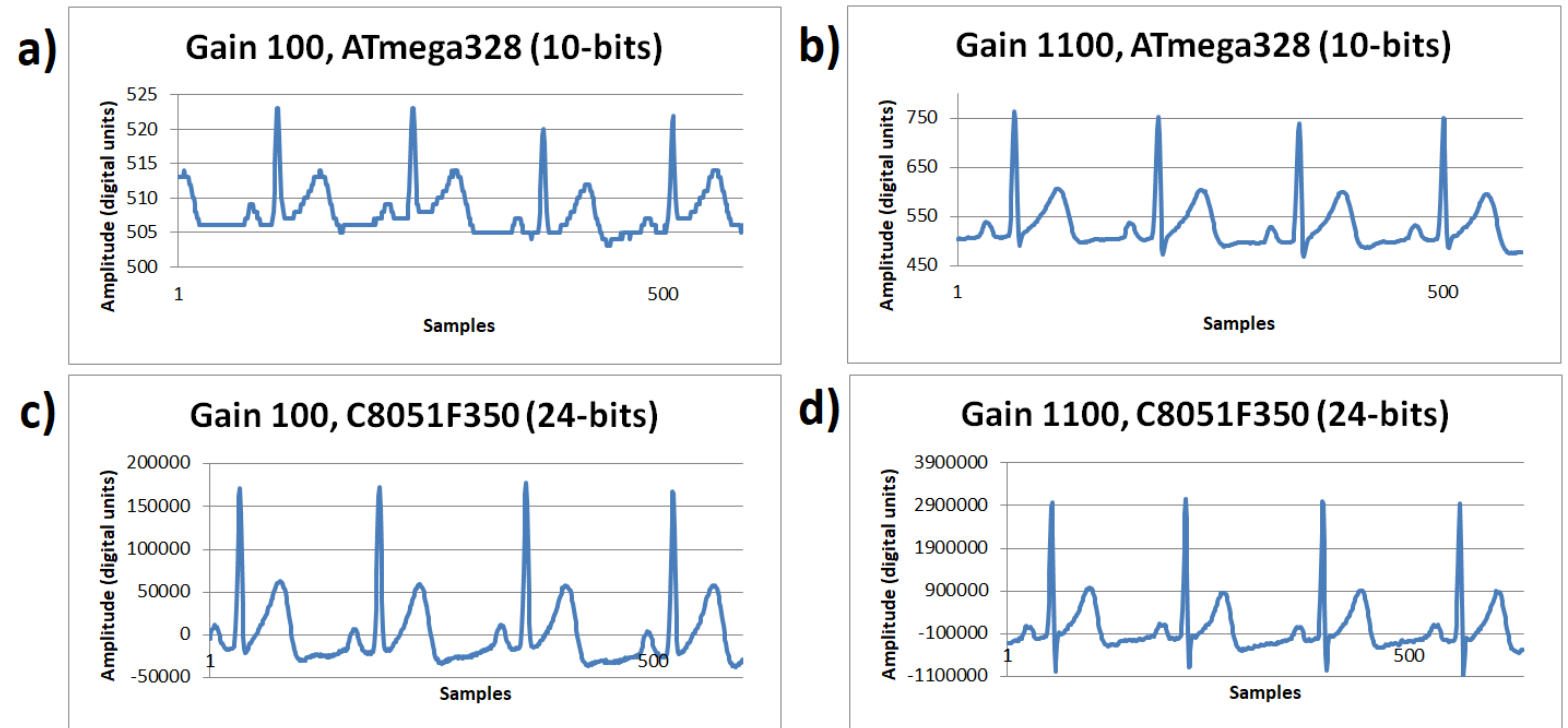 a)
Gain 100, ATmega328 (10-bits)
Amplitude (digital units)
525
520
515
510
505
500
1
500
Samples
b)
Gain 1100, ATmega328 (10-bits)
Amplitude (digital units)
750
650
550
450
1
500
Samples
c)
Gain 100, C8051F350 (24-bits)
Amplitude (digital units)
200000
150000
100000
50000
0
-50000
1
500
Samples
d)
Gain 1100, C8051F350 (24-bits)
Amplitude (digital units)
3900000
2900000
1900000
900000
-100000
-1100000
1
500
Samples